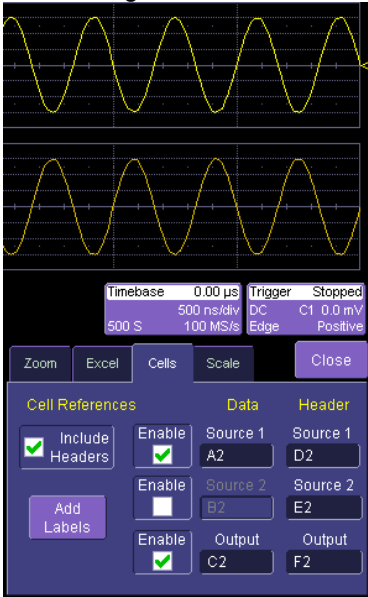 Timebase 0.00 µs Trigger Stopped
500 ns/div DC C1 0.0 mV
500 S 100 MS/s Edge Positive
Zoom Excel Cells Scale Close
Cell References Data Header
Include Headers Enable Source 1 Source 1
A2 D2
Enable Source 2 Source 2
Add Labels B2 E2
Enable Output Output
C2 F2